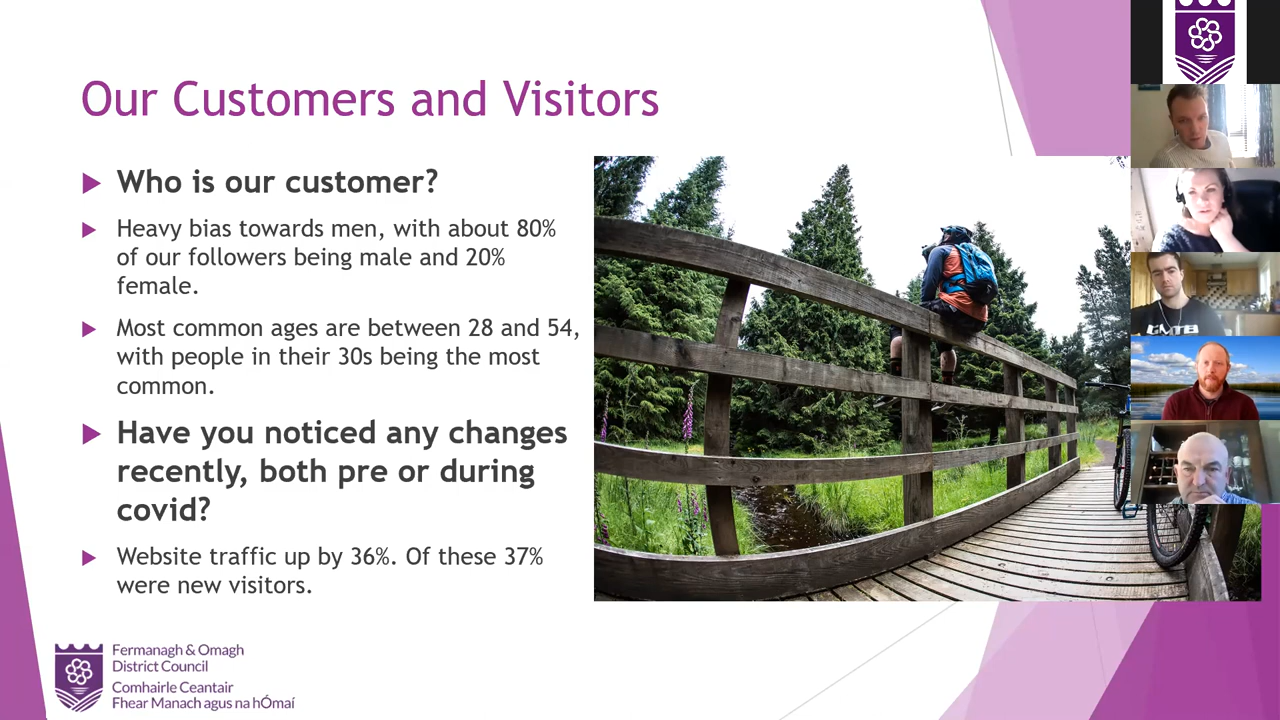 Our Customers and Visitors
Who is our customer?
Heavy bias towards men, with about 80%
of our followers being male and 20%
female.
Most common ages are between 28 and 54,
with people in their 30s being the most
common.
Have you noticed any changes
recently, both pre or during
covid?
Website traffic up by 36%. Of these 37%
were new visitors.
Fermanagh & Omagh
District Council
Comhairle Ceantair
Fhear Manach agus na hÓmaí